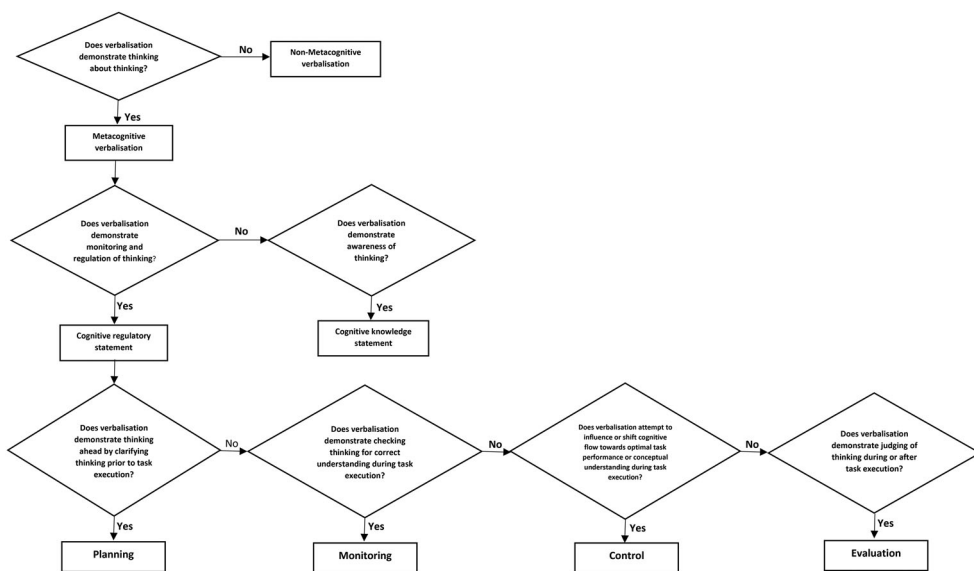 Does verbalisation
demonstrate thinking
about thinking?
No
Non-Metacognitive
verbalisation
Yes
Metacognitive
verbalisation
Does verbalisation
demonstrate
monitoring and
regulation of thinking?
No
Does verbalisation
demonstrate
awareness of
thinking?
Yes
Yes
Cognitive regulatory
statement
Cognitive knowledge
statement
Does verbalisation
demonstrate thinking
ahead by clarifying
thinking prior to task
execution?
No
Does verbalisation
demonstrate checking
thinking for correct
understanding during task
execution?
No
Does verbalisation attempt to
influence or shift cognitive
flow towards optimal task
performance or conceptual
understanding during task
execution?
No
Does verbalisation
demonstrate judging of
thinking during or after
task execution?
Yes
Yes
Yes
Yes
Planning
Monitoring
Control
Evaluation